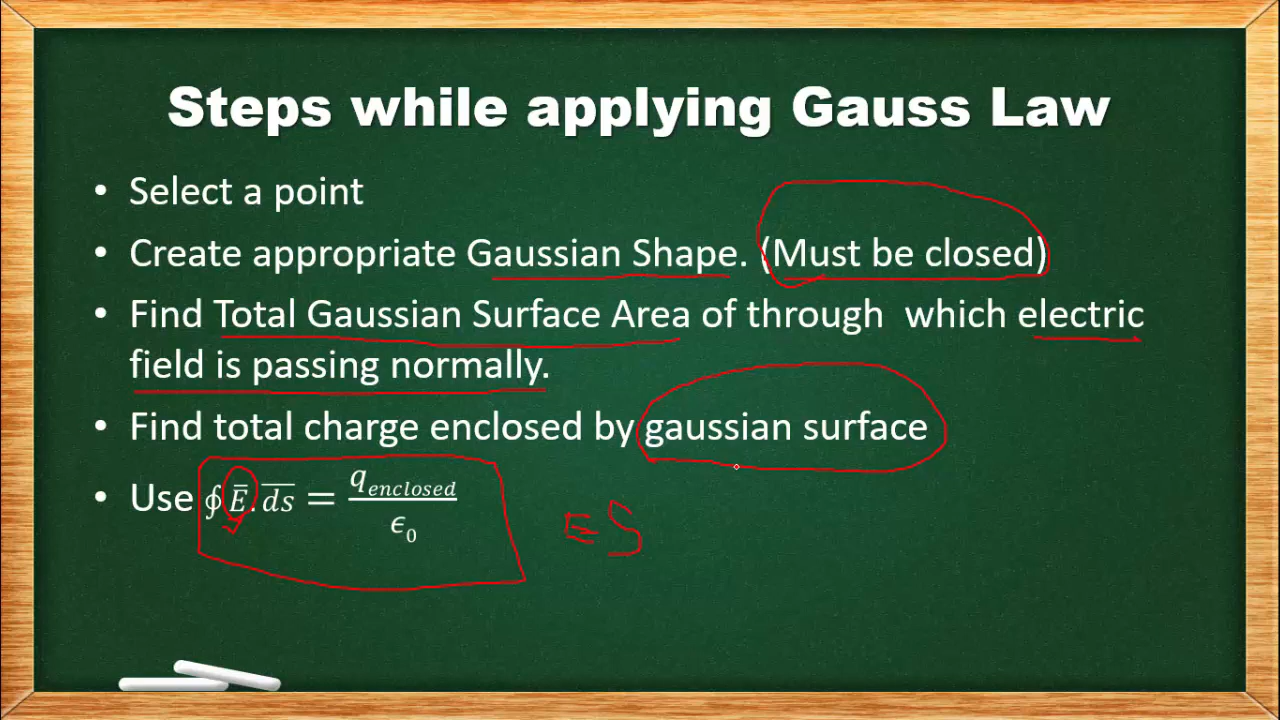 Steps while applying Gauss Law
• Select a point
• Create appropriate Gaussian Shape. (Must be closed)
• Find Total Gaussian Surface Area of through which electric
field is passing normally.
• Find total charge enclosed by gaussian surface
• Use ∮ Ē. d̅s̅ = q_enclosed / ϵ₀
ES